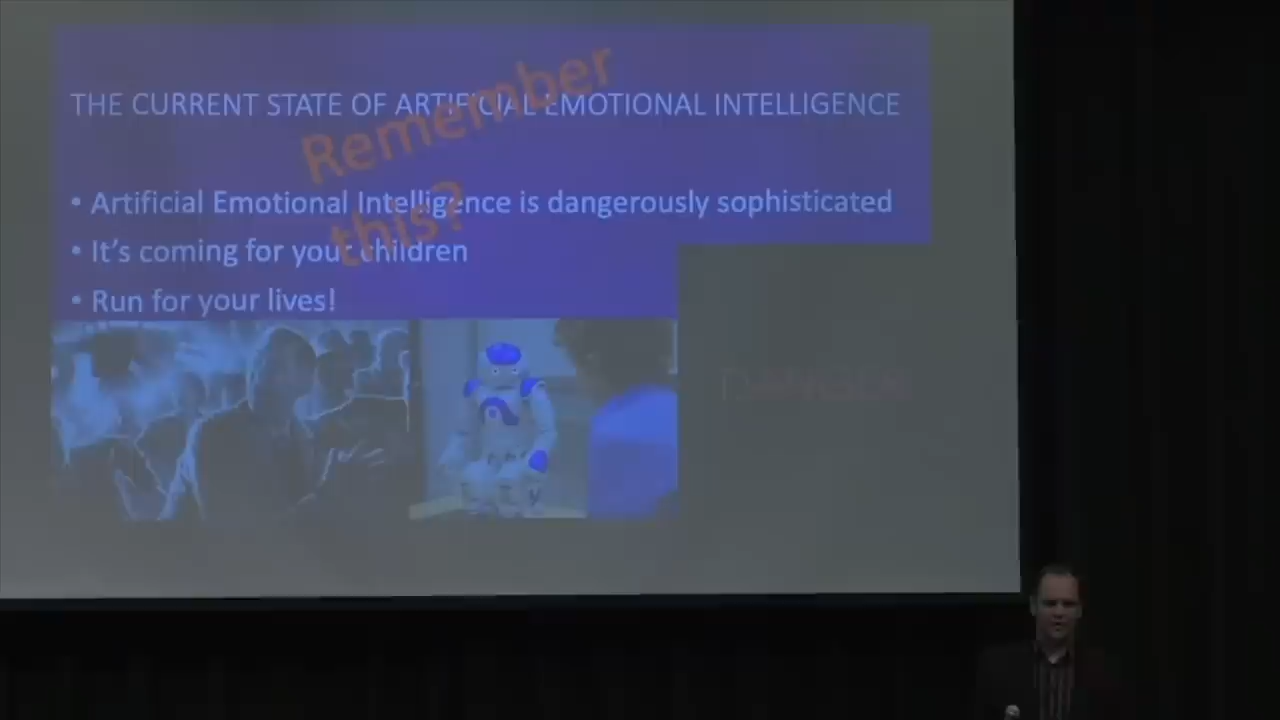 THE CURRENT STATE OF ARTIFICIAL EMOTIONAL INTELLIGENCE
Remember
this?
• Artificial Emotional Intelligence is dangerously sophisticated
• It's coming for your children
• Run for your lives!